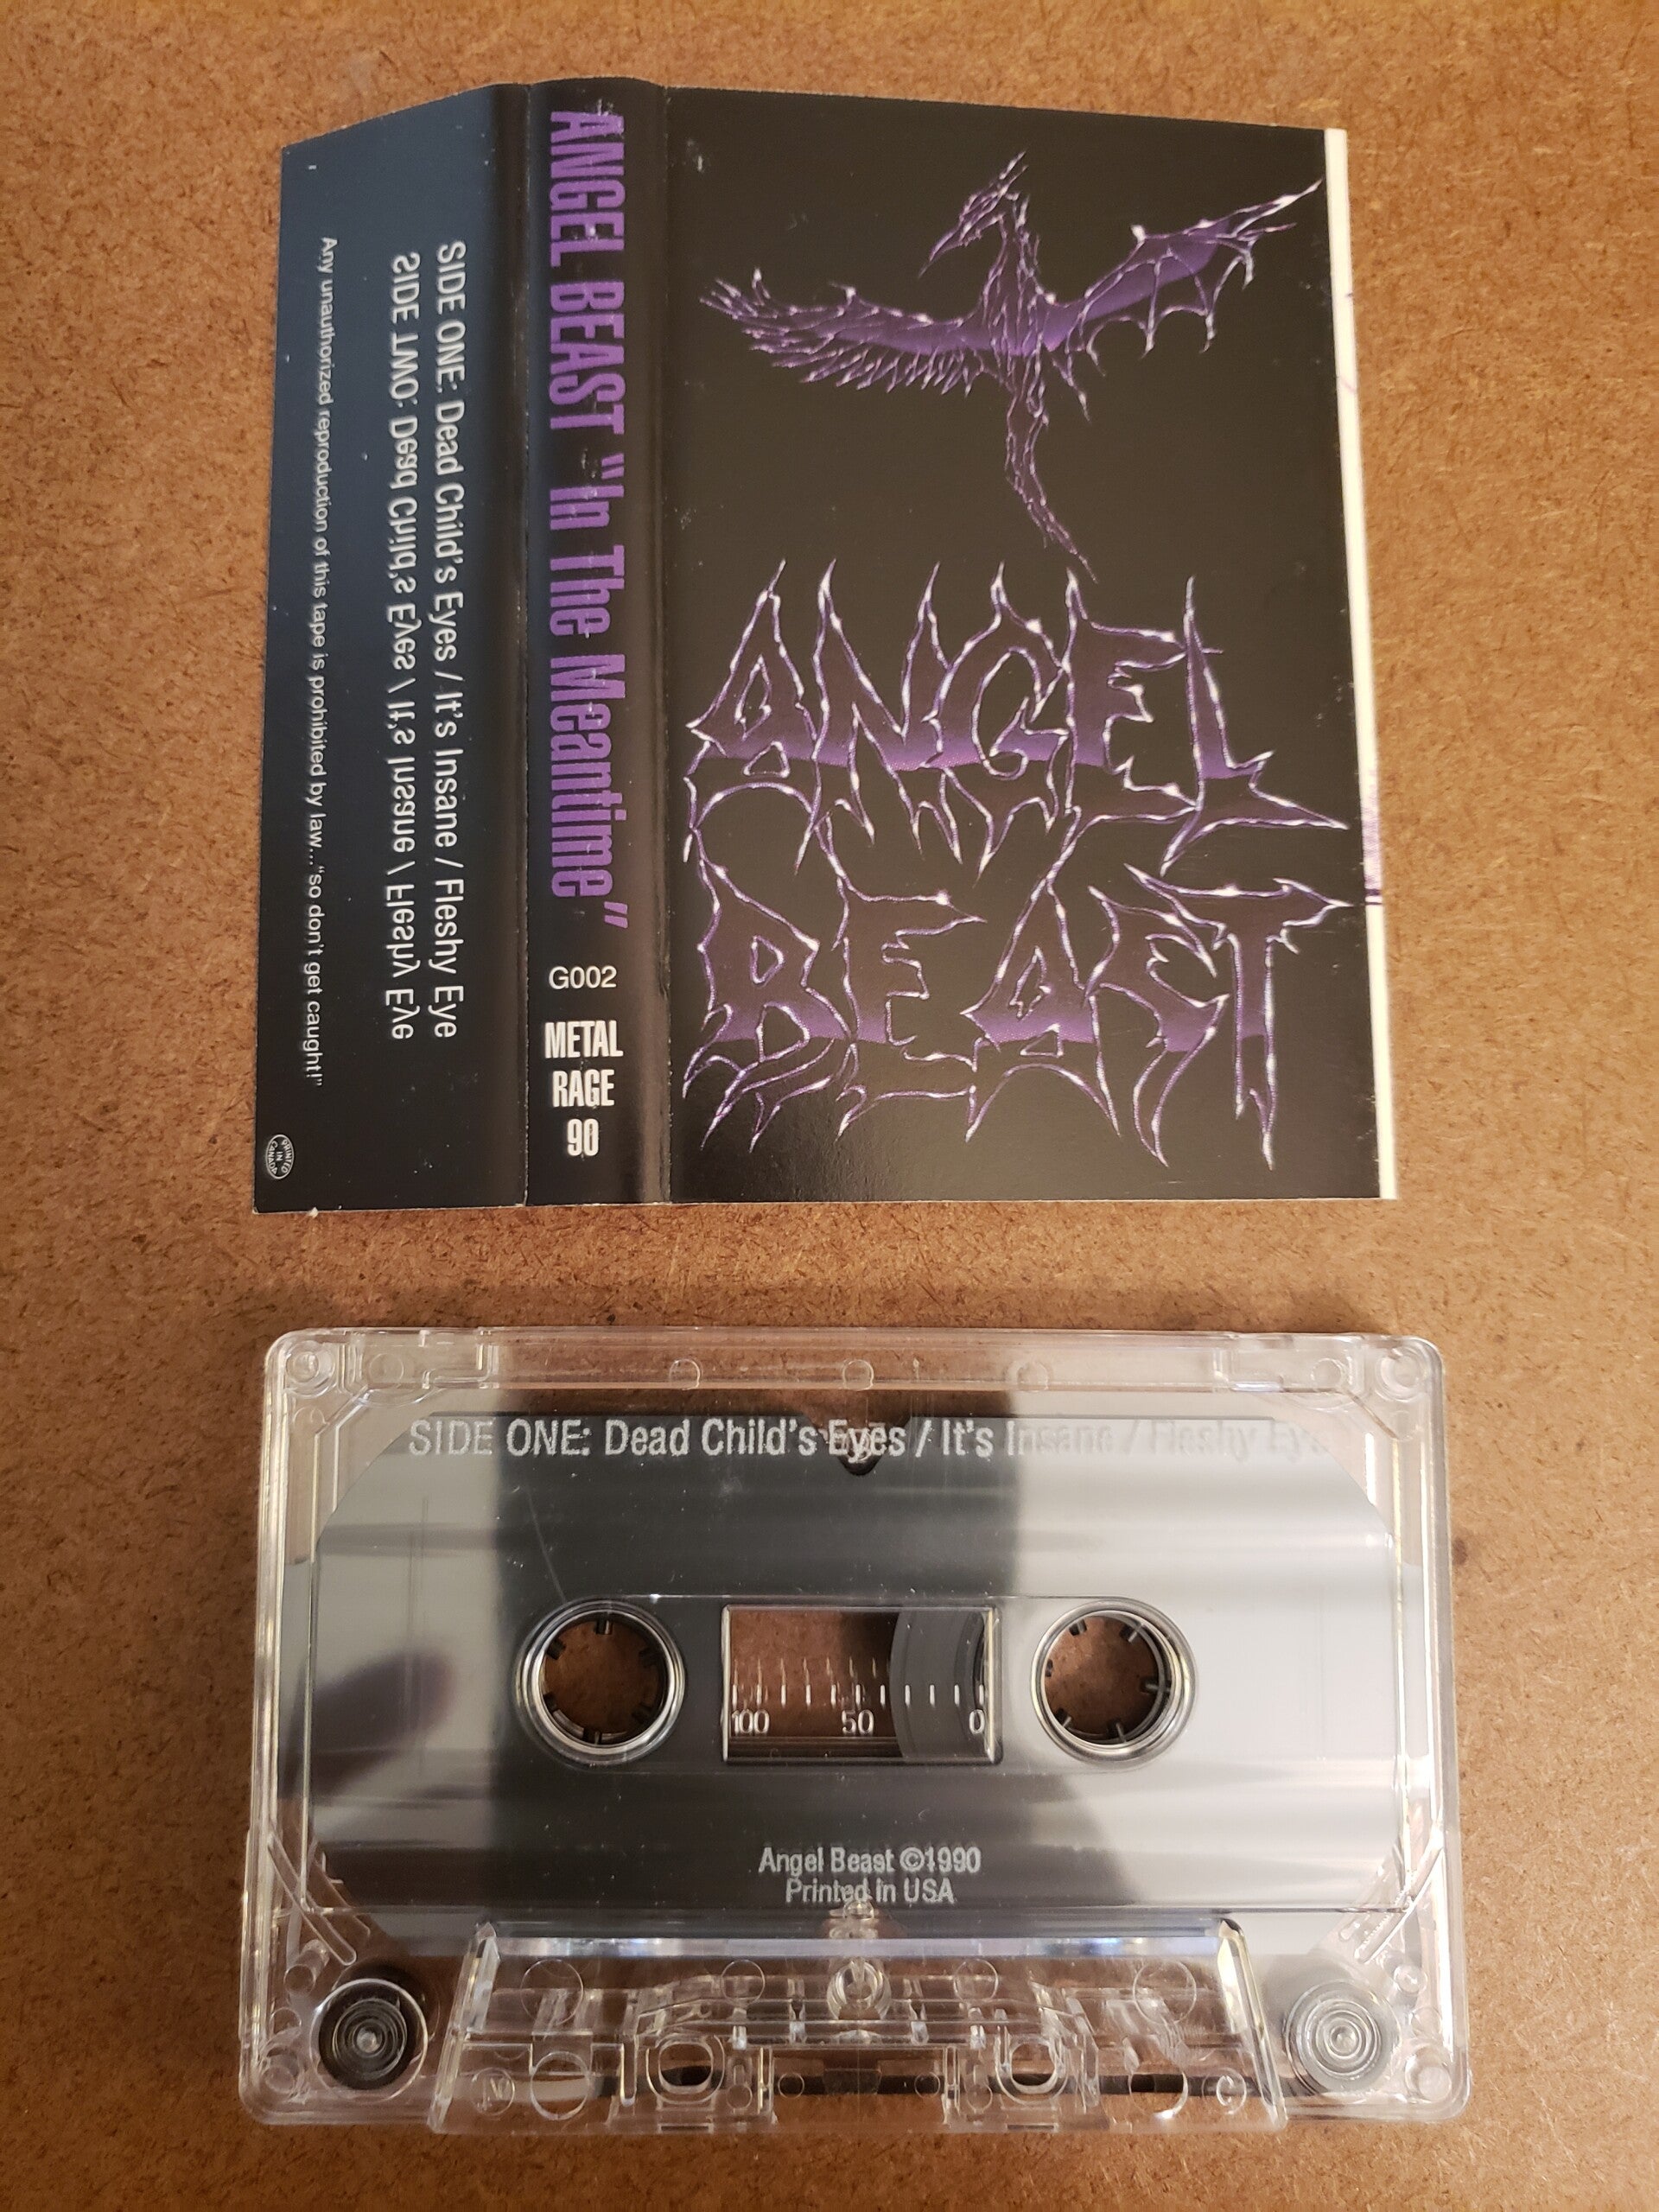 ANGEL
BEAST
ANGEL BEAST "In The Meantime"
G002
METAL
RAGE
90
SIDE ONE: Dead Child's Eyes / It's Insane / Fleshy Eye
SIDE TWO: Dead Child's Eyes / It's Insane / Fleshy Eye
Any unauthorized reproduction of this tape is prohibited by law..."so don't get caught!"
PRINTED
IN
CANADA
SIDE ONE: Dead Child's Eyes / It's Insane / Fleshy Eye
100 50 0
Angel Beast ©1990
Printed in USA